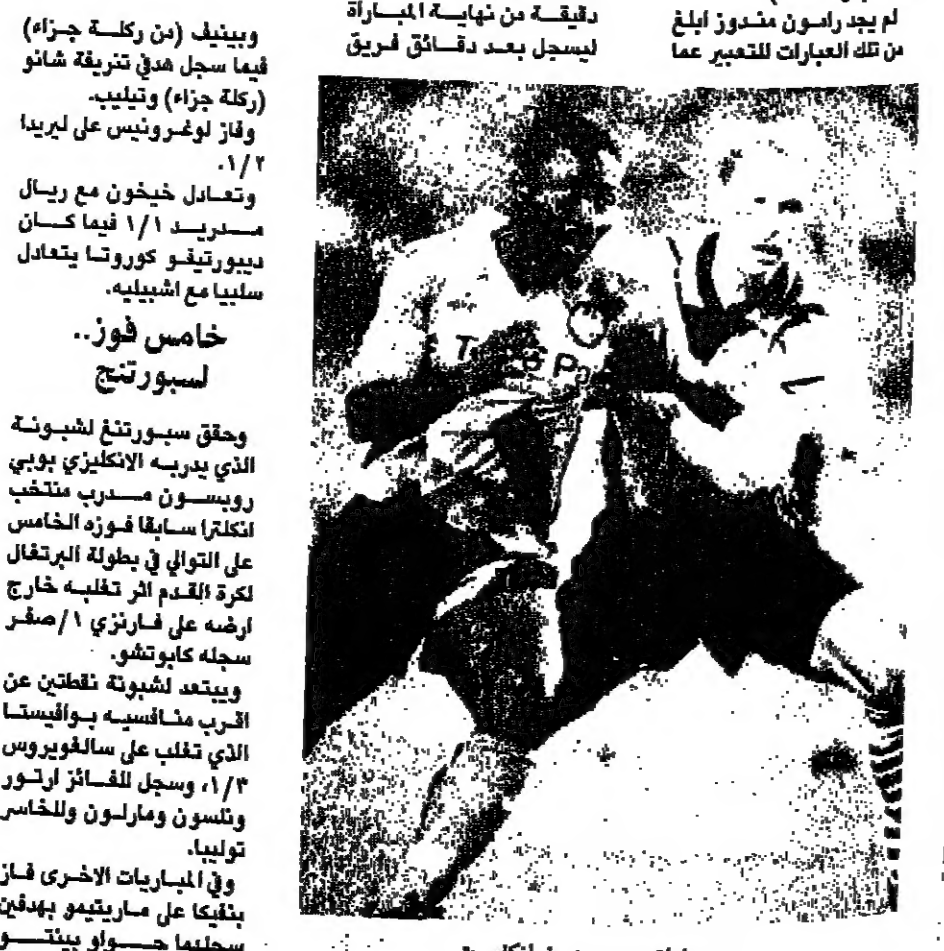 لم يجد رامون مندوز ابلغ
من تلك العبارات للتعبير عما
دقيقة من نهاية المباراة
ليسجل بعد دقائق فريق
وبينيف (من ركلة جزاء)
فيما سجل هدفي تنريفة شانو
(ركلة جزاء) وتيليب.
وفاز لوغرونيس على ليريدا
١/٢.
وتعادل خيخون مع ريال
مدريد ١/١ فيما كان
ديبورتيفو كورونا يتعادل
سلبيا مع اشبيليه.
خامس فوز..
لسبورتنج
وحقق سبورتنغ لشبونة
الذي يدربه الانكليزي بوبي
روبسون مدرب منتخب
انكلترا سابقا فوزه الخامس
على التوالي في بطولة البرتغال
لكرة القدم اثر تغلبه خارج
ارضه على فارنزي ١/صفر
سجله كابوتشو.
ويبتعد لشبونة نقطتين عن
اقرب منافسيه بوافيستا
الذي تغلب على سالغويروس
١/٣، وسجل للفائز ارتور
ونلسون ومارلون وللخاسر
توليبا.
وفي المباريات الاخرى فاز
بنفيكا على ماريتيمو بهدفين
سجلهما جواو بينتو